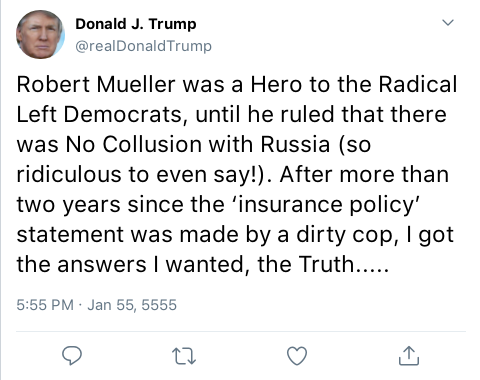 Donald J. Trump
@realDonaldTrump
Robert Mueller was a Hero to the Radical
Left Democrats, until he ruled that there
was No Collusion with Russia (so
ridiculous to even say!). After more than
two years since the ‘insurance policy’
statement was made by a dirty cop, I got
the answers I wanted, the Truth.....
5:55 PM · Jan 55, 5555